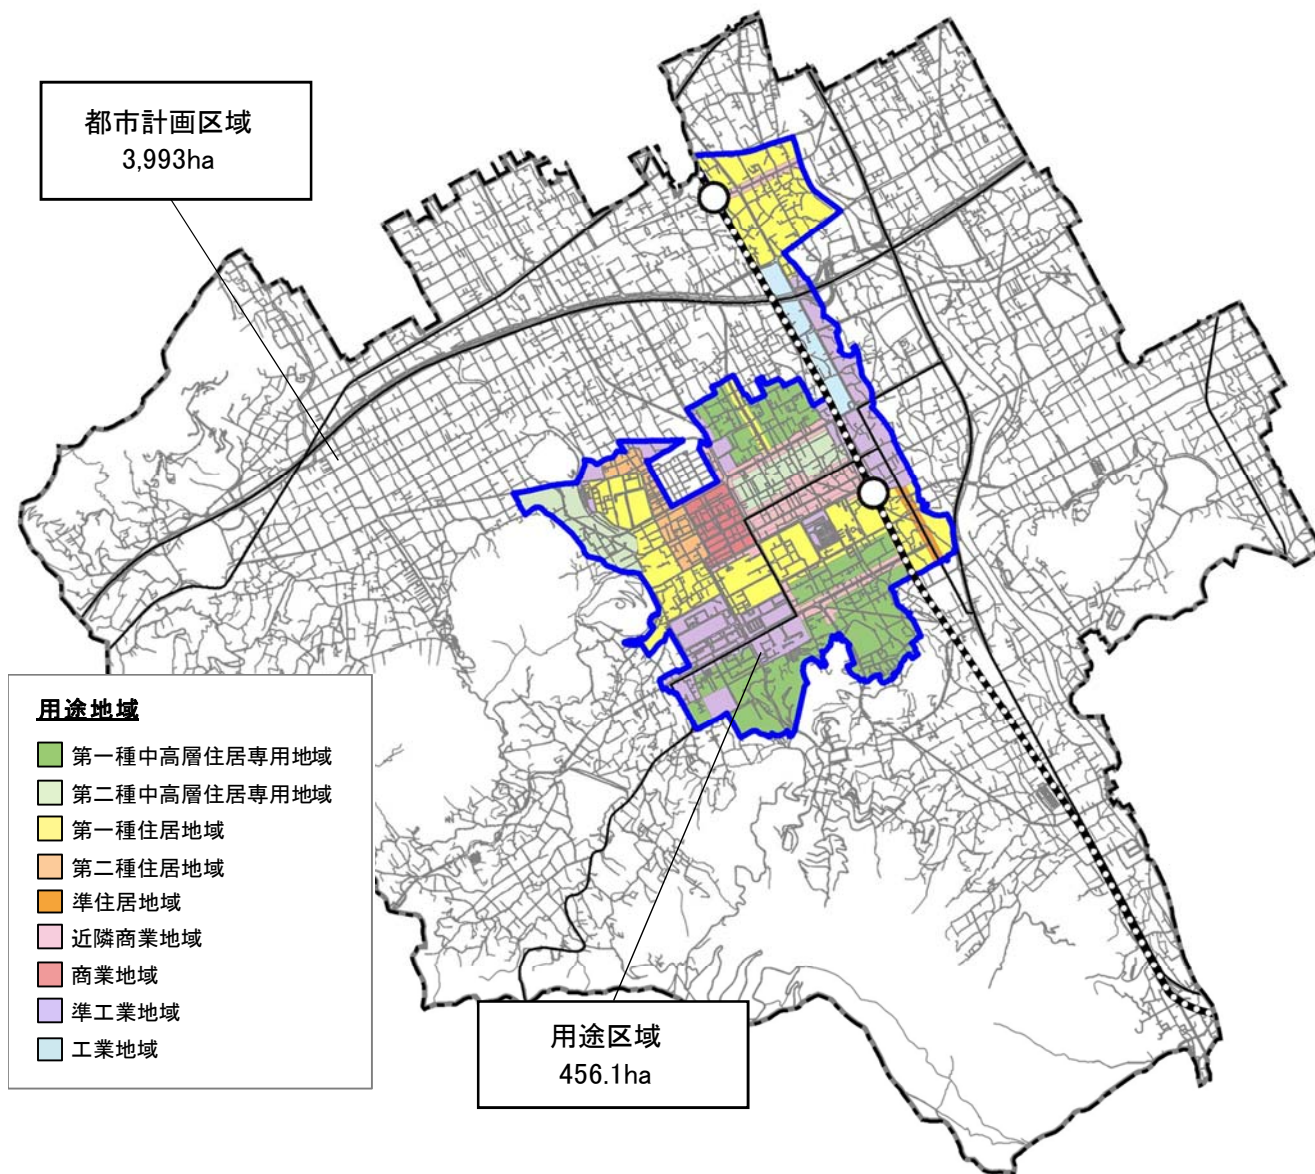 都市計画区域
3,993ha
用途地域
第一種中高層住居専用地域
第二種中高層住居専用地域
第一種住居地域
第二種住居地域
準住居地域
近隣商業地域
商業地域
準工業地域
工業地域
用途区域
456.1ha